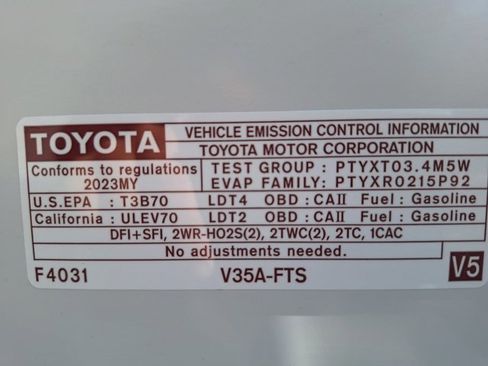 TOYOTA VEHICLE EMISSION CONTROL INFORMATION
TOYOTA MOTOR CORPORATION
Conforms to regulations TEST GROUP : PTYXT03.4M5W
2023MY EVAP FAMILY: PTYXR0215P92
U.S.EPA : T3B70 LDT4 OBD : CAII Fuel : Gasoline
California : ULEV70 LDT2 OBD : CAII Fuel : Gasoline
DFI+SFI, 2WR-HO2S(2), 2TWC(2), 2TC, 1CAC
No adjustments needed.
F4031 V35A-FTS V5